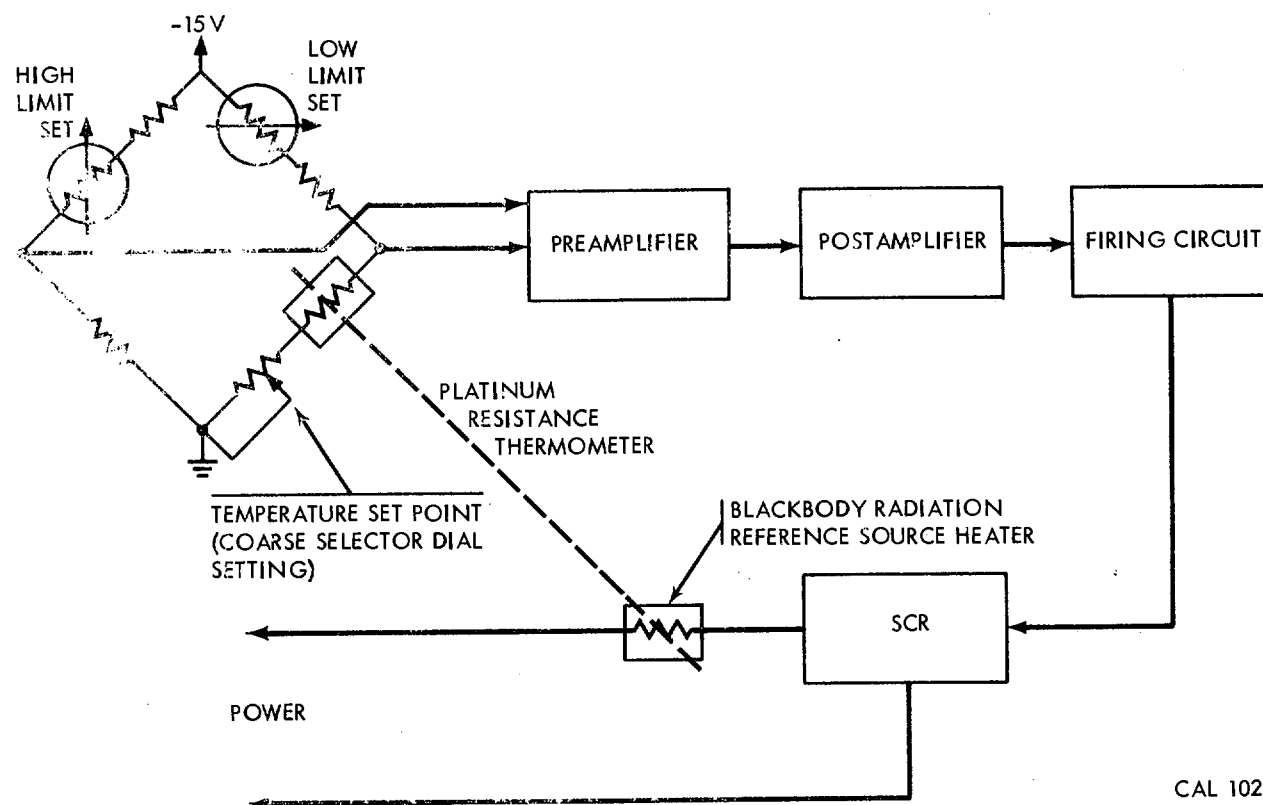 -15 V
HIGH
LIMIT
SET
LOW
LIMIT
SET
PREAMPLIFIER
POSTAMPLIFIER
FIRING CIRCUIT
PLATINUM
RESISTANCE
THERMOMETER
TEMPERATURE SET POINT
(COARSE SELECTOR DIAL
SETTING)
BLACKBODY RADIATION
REFERENCE SOURCE HEATER
SCR
POWER
CAL 102